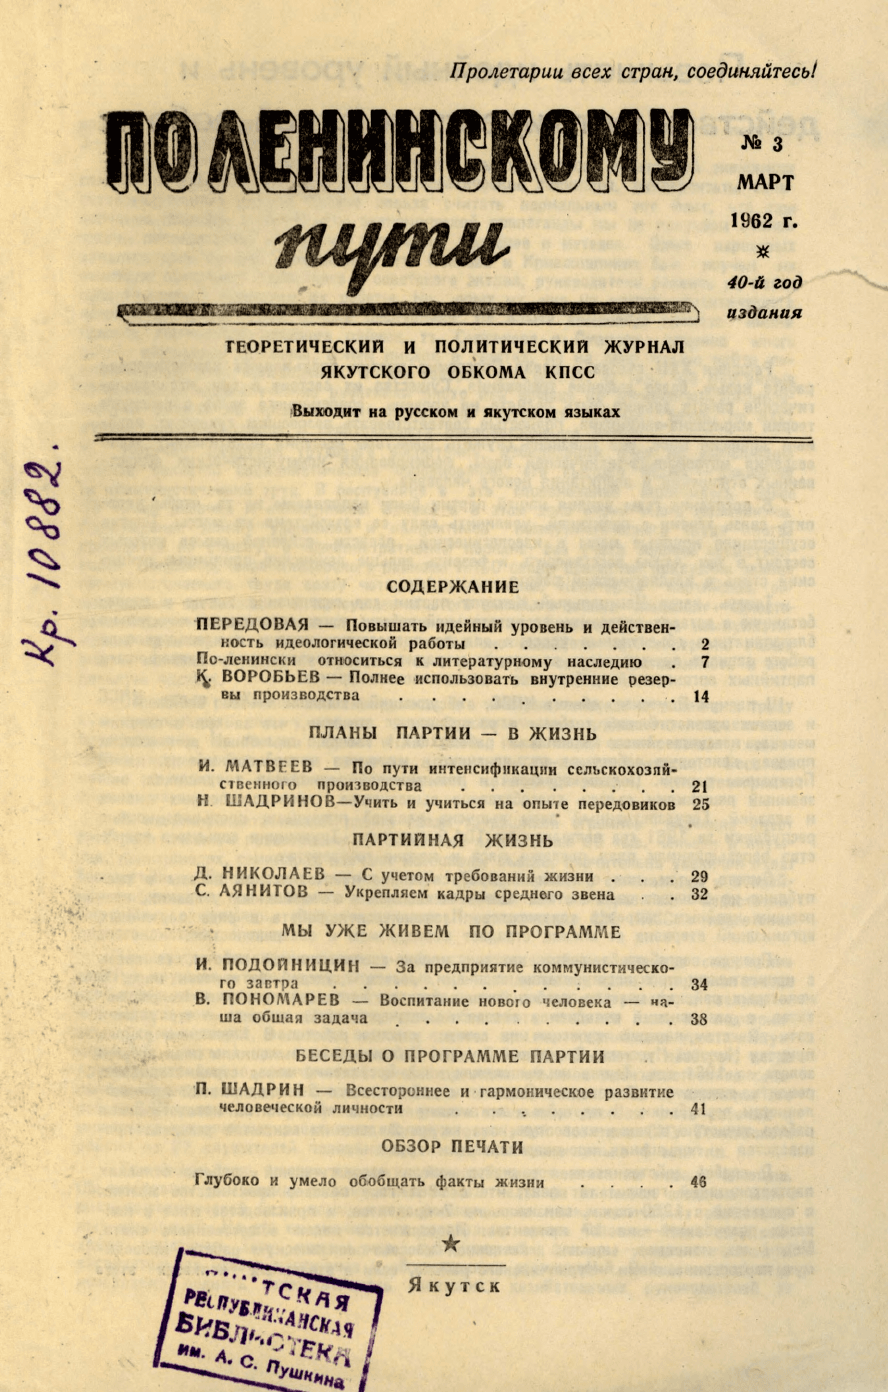 Пролетарии всех стран, соединяйтесь!
ПО ЛЕНИНСКОМУ
пути
№ 3
МАРТ
1962 г.
40-й год
издания
ТЕОРЕТИЧЕСКИЙ И ПОЛИТИЧЕСКИЙ ЖУРНАЛ
ЯКУТСКОГО ОБКОМА КПСС
Выходит на русском и якутском языках
Кр. 10882.
СОДЕРЖАНИЕ
ПЕРЕДОВАЯ — Повышать идейный уровень и действен-
ность идеологической работы . . . . . . . 2
По-ленински относиться к литературному наследию . 7
К. ВОРОБЬЕВ — Полнее использовать внутренние резер-
вы производства . . . . . . . . . . 14
ПЛАНЫ ПАРТИИ — В ЖИЗНЬ
И. МАТВЕЕВ — По пути интенсификации сельскохозяй-
ственного производства . . . . . . . 21
Н. ШАДРИНОВ—Учить и учиться на опыте передовиков 25
ПАРТИЙНАЯ ЖИЗНЬ
Д. НИКОЛАЕВ — С учетом требований жизни . . . 29
С. АЯНИТОВ — Укрепляем кадры среднего звена . . 32
МЫ УЖЕ ЖИВЕМ ПО ПРОГРАММЕ
И. ПОДОЙНИЦИН — За предприятие коммунистическо-
го завтра . . . . . . . . . . . . 34
В. ПОНОМАРЕВ — Воспитание нового человека — на-
ша общая задача . . . . . . . . . . 38
БЕСЕДЫ О ПРОГРАММЕ ПАРТИИ
П. ШАДРИН — Всестороннее и гармоническое развитие
человеческой личности . . . . . . . . 41
ОБЗОР ПЕЧАТИ
Глубоко и умело обобщать факты жизни . . . . 46
Якутск
РЕСПУБЛИКАНСКАЯ
БИБЛИОТЕКА
им. А. С. Пушкина